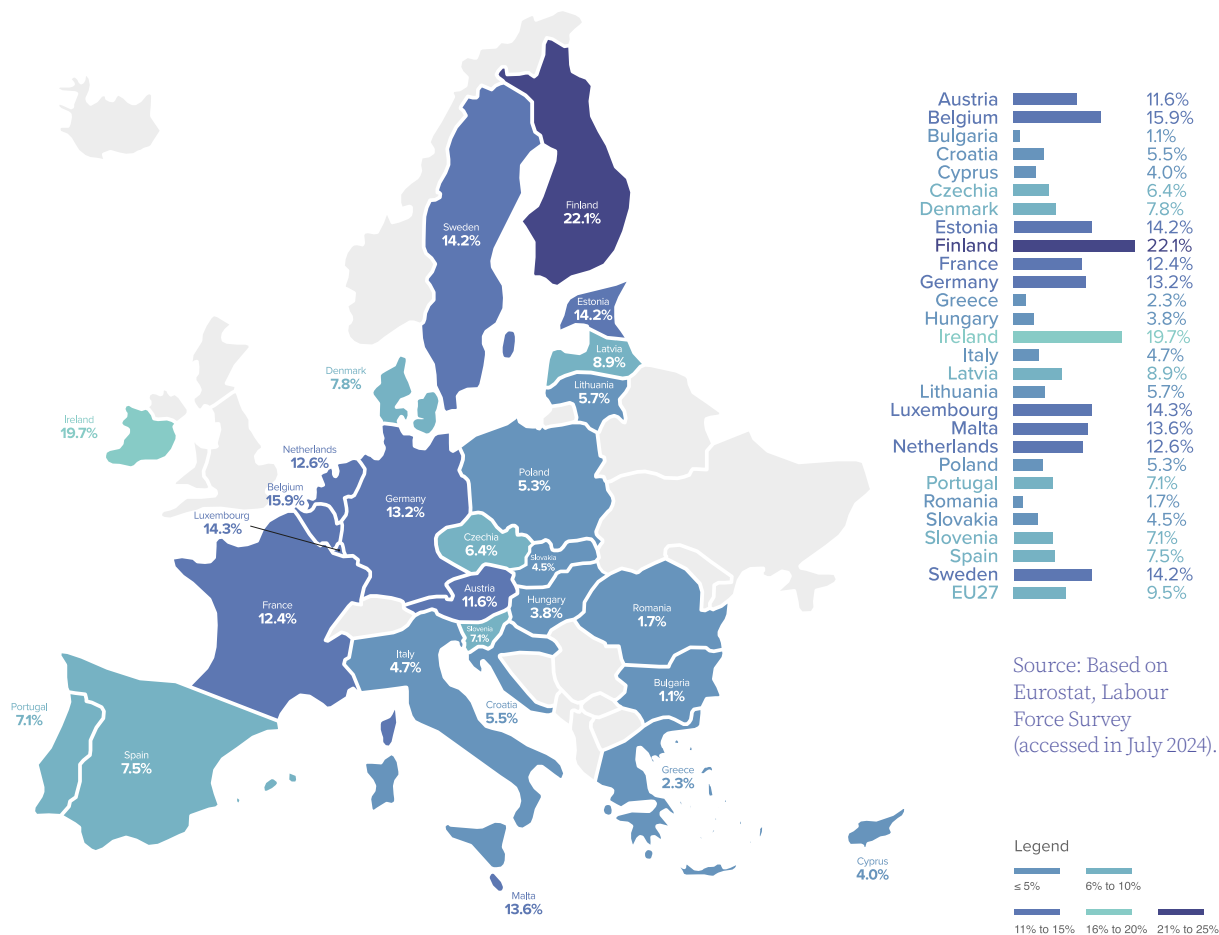 Finland
22.1%
Sweden
14.2%
Estonia
14.2%
Latvia
8.9%
Denmark
7.8%
Lithuania
5.7%
Ireland
19.7%
Netherlands
12.6%
Poland
5.3%
Belgium
15.9%
Germany
13.2%
Luxembourg
14.3%
Czechia
6.4%
Slovakia
4.5%
Austria
11.6%
Hungary
3.8%
France
12.4%
Romania
1.7%
Slovenia
7.1%
Italy
4.7%
Bulgaria
1.1%
Croatia
5.5%
Portugal
7.1%
Spain
7.5%
Greece
2.3%
Cyprus
4.0%
Malta
13.6%
Austria 11.6%
Belgium 15.9%
Bulgaria 1.1%
Croatia 5.5%
Cyprus 4.0%
Czechia 6.4%
Denmark 7.8%
Estonia 14.2%
Finland 22.1%
France 12.4%
Germany 13.2%
Greece 2.3%
Hungary 3.8%
Ireland 19.7%
Italy 4.7%
Latvia 8.9%
Lithuania 5.7%
Luxembourg 14.3%
Malta 13.6%
Netherlands 12.6%
Poland 5.3%
Portugal 7.1%
Romania 1.7%
Slovakia 4.5%
Slovenia 7.1%
Spain 7.5%
Sweden 14.2%
EU27 9.5%
Source: Based on
Eurostat, Labour
Force Survey
(accessed in July 2024).
Legend
≤ 5% 6% to 10%
11% to 15% 16% to 20% 21% to 25%